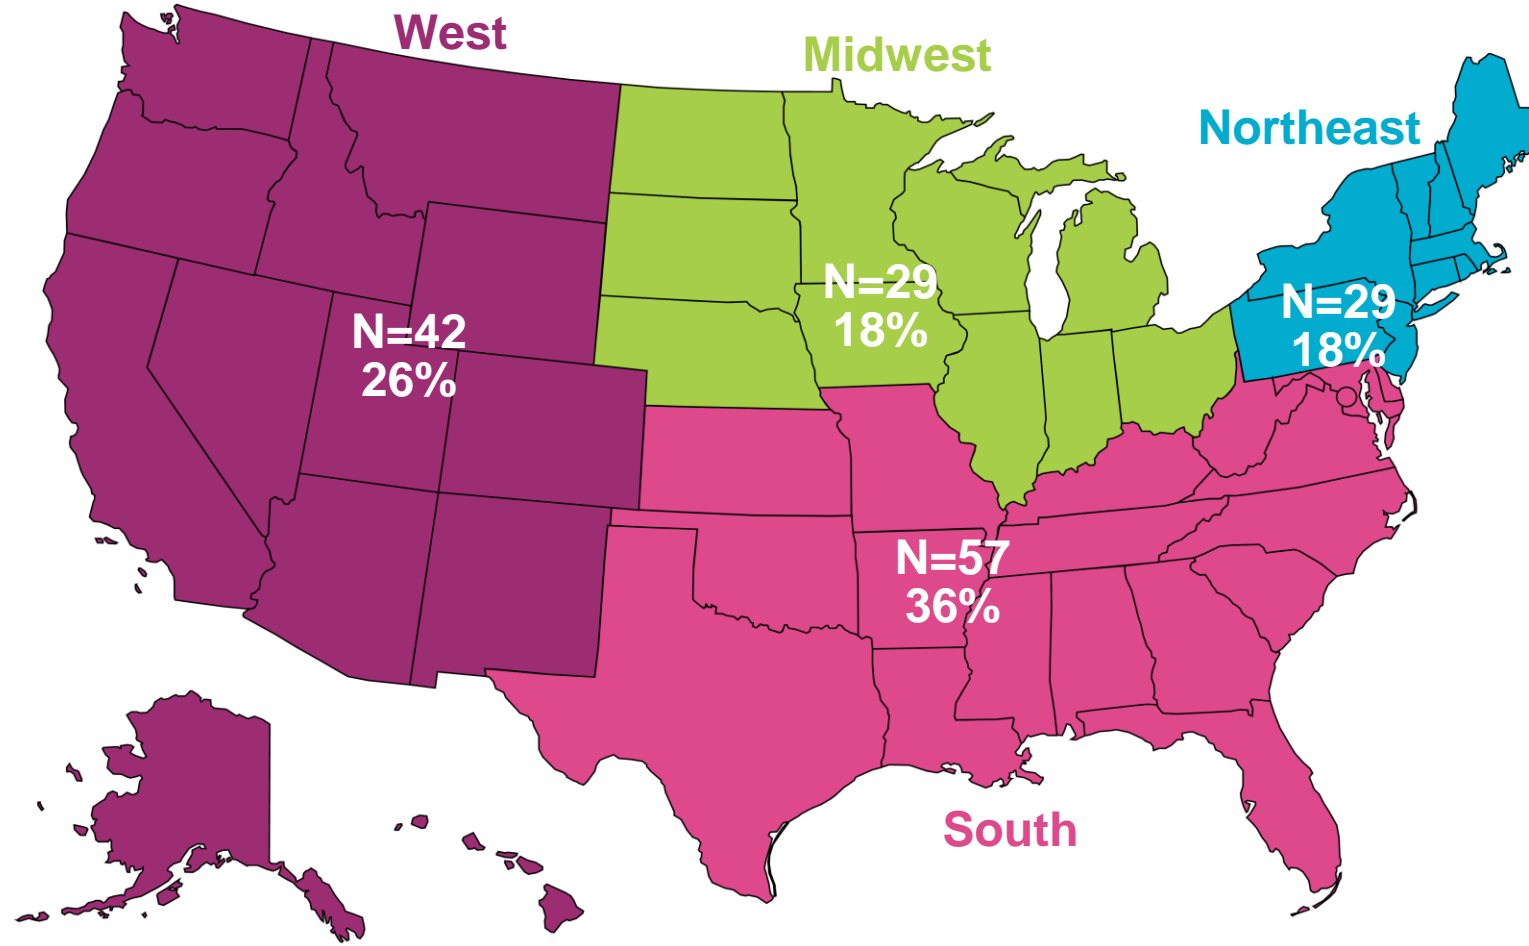 West
Midwest
Northeast
N=42
26%
N=29
18%
N=29
18%
N=57
36%
South